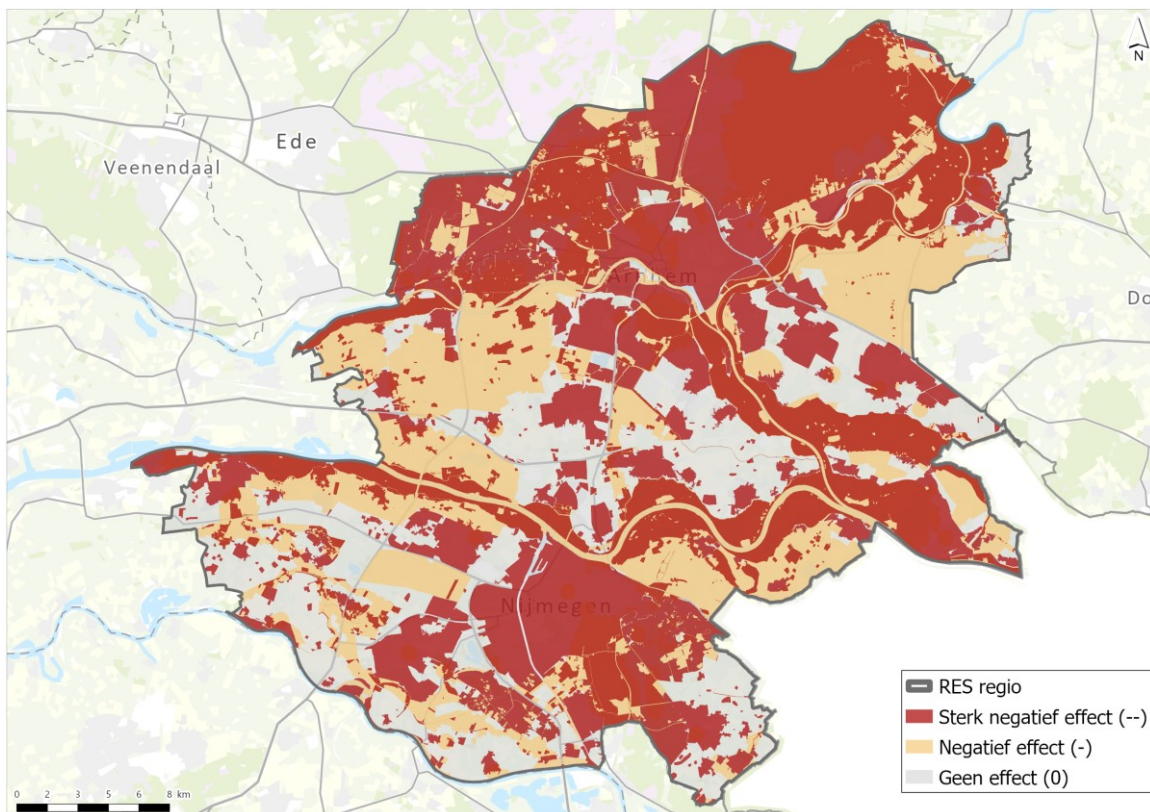 N
Ede
Veenendaal
Arnhem
Do
Nijmegen
RES regio
Sterk negatief effect (--)
Negatief effect (-)
Geen effect (0)
0 2 3 4 6 8 km